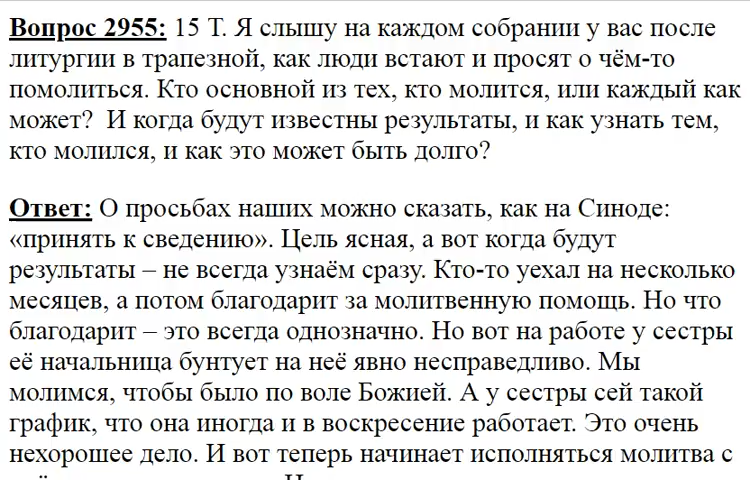 Вопрос 2955: 15 Т. Я слышу на каждом собрании у вас после
литургии в трапезной, как люди встают и просят о чём-то
помолиться. Кто основной из тех, кто молится, или каждый как
может? И когда будут известны результаты, и как узнать тем,
кто молился, и как это может быть долго?
Ответ: О просьбах наших можно сказать, как на Синоде:
«принять к сведению». Цель ясная, а вот когда будут
результаты – не всегда узнаём сразу. Кто-то уехал на несколько
месяцев, а потом благодарит за молитвенную помощь. Но что
благодарит – это всегда однозначно. Но вот на работе у сестры
её начальница бунтует на неё явно несправедливо. Мы
молимся, чтобы было по воле Божией. А у сестры сей такой
график, что она иногда и в воскресение работает. Это очень
нехорошее дело. И вот теперь начинает исполняться молитва с